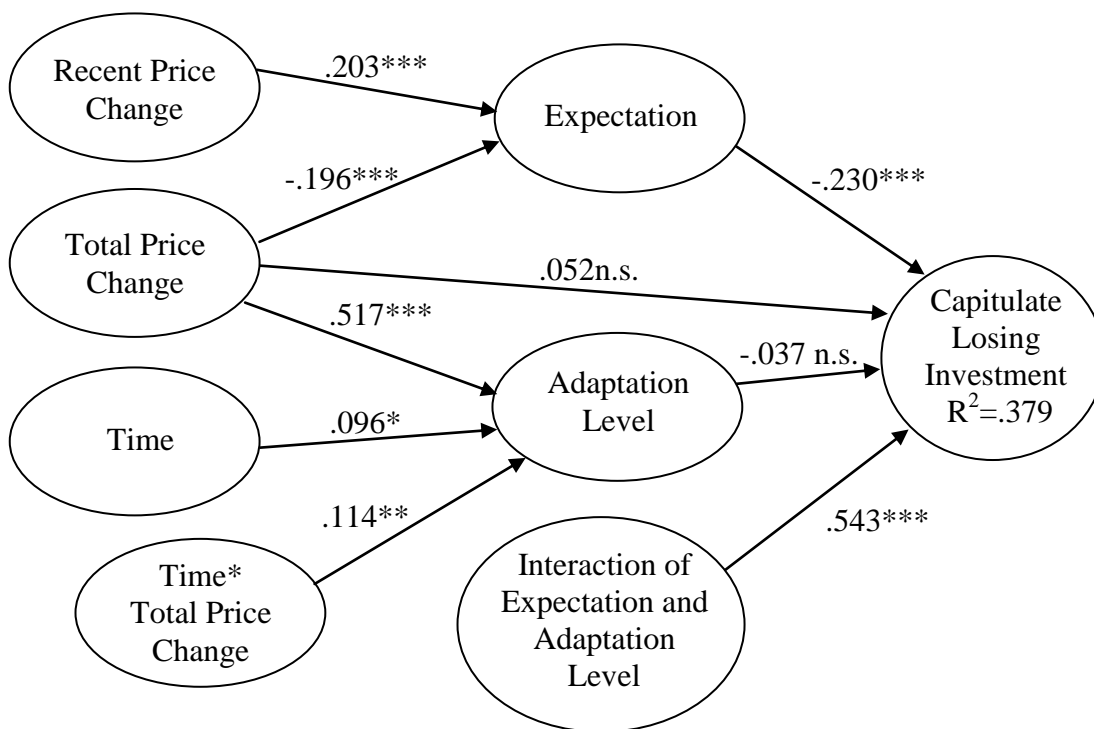 Recent Price
Change
.203***
Expectation
-.196***
-.230***
Total Price
Change
.052n.s.
.517***
Capitulate
Losing
Investment
R²=.379
-.037 n.s.
Adaptation
Level
Time
.096*
.114**
.543***
Time*
Total Price
Change
Interaction of
Expectation and
Adaptation
Level